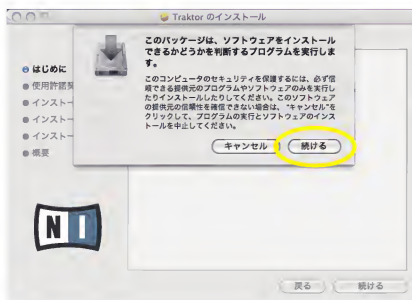 Traktor のインストール
このパッケージは、ソフトウェアをインストール
できるかどうかを判断するプログラムを実行しま
す。
このコンピュータのセキュリティを保護するには、必ず信
頼できる提供元のプログラムやソフトウェアのみを実行し
たりインストールしたりしてください。このソフトウェア
の提供元の信頼性を確信できない場合は、"キャンセル"を
クリックして、プログラムの実行とソフトウェアのインス
トールを中止してください。
キャンセル
続ける
はじめに
使用許諾契
インストー
インストー
インストー
概要
NI
戻る
続ける